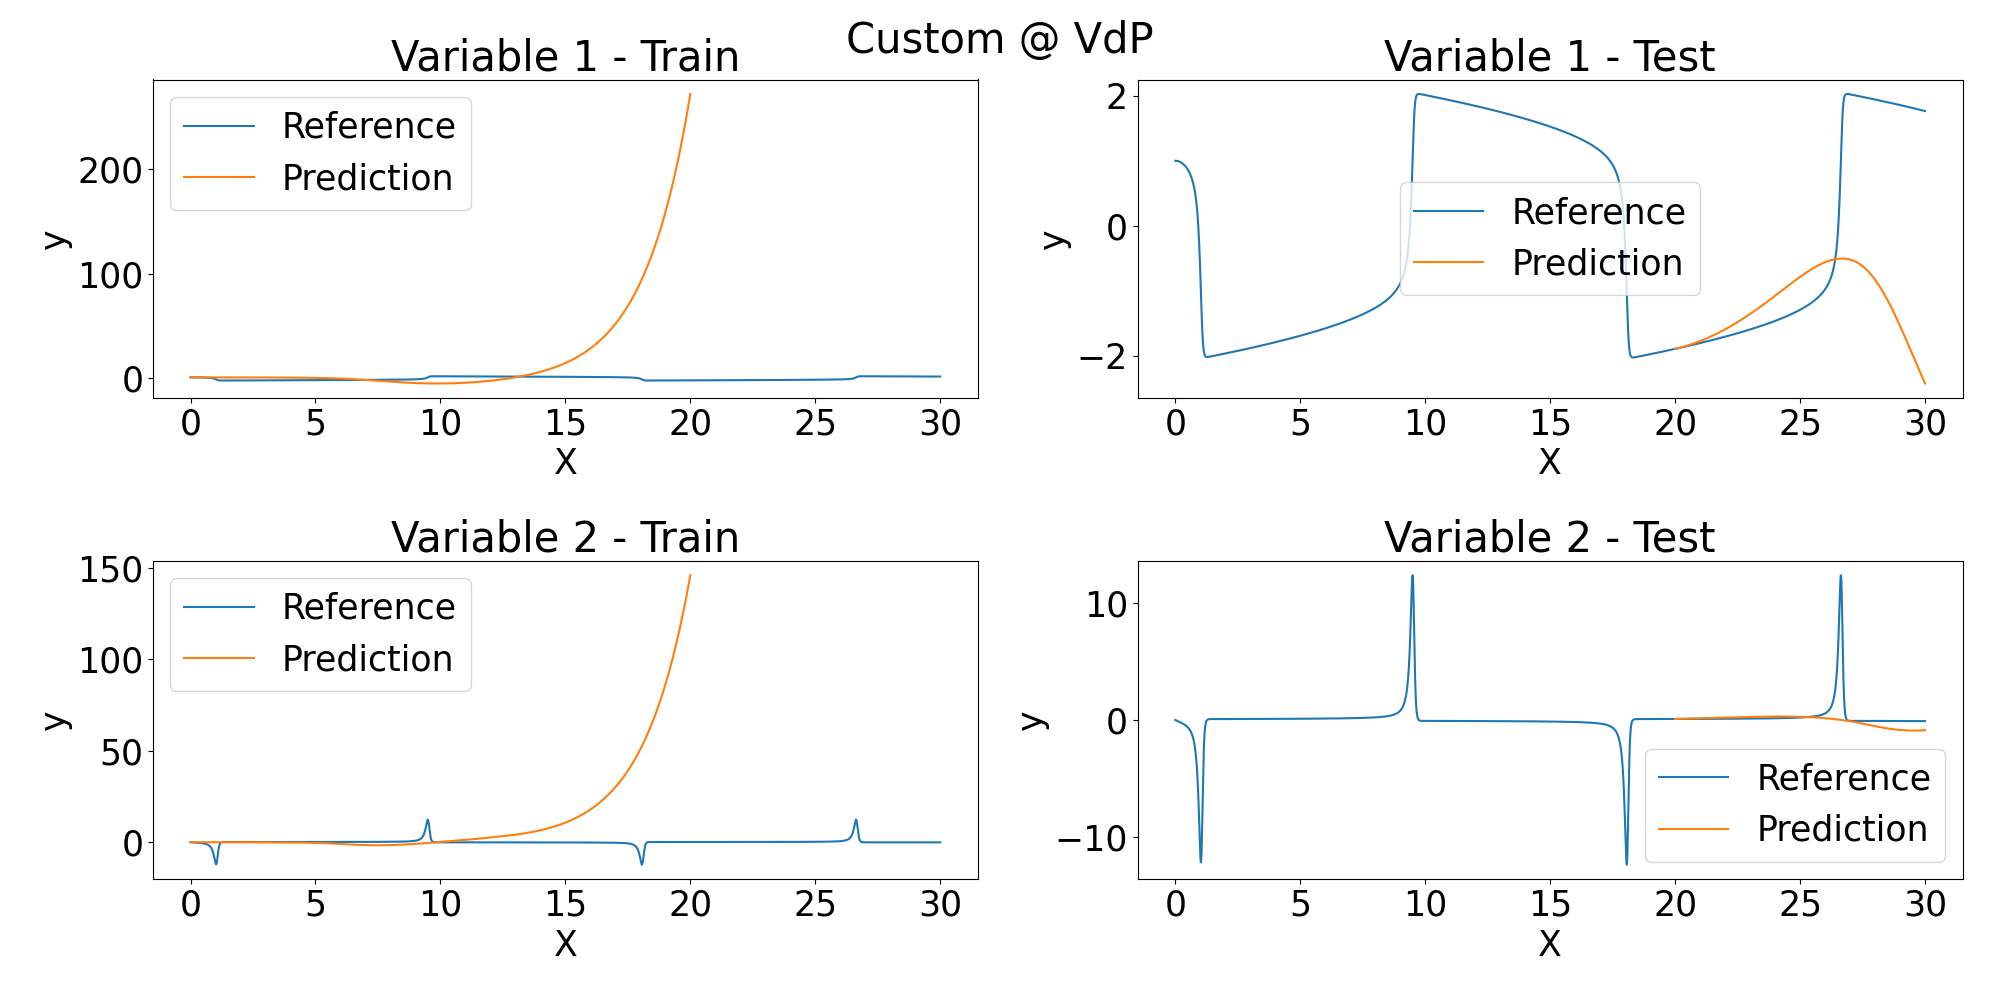 Custom @ VdP
Variable 1 - Train
Reference
Prediction
y
200
100
0
0 5 10 15 20 25 30
X
Variable 1 - Test
Reference
Prediction
y
2
0
−2
0 5 10 15 20 25 30
X
Variable 2 - Train
Reference
Prediction
y
150
100
50
0
0 5 10 15 20 25 30
X
Variable 2 - Test
Reference
Prediction
y
10
0
−10
0 5 10 15 20 25 30
X